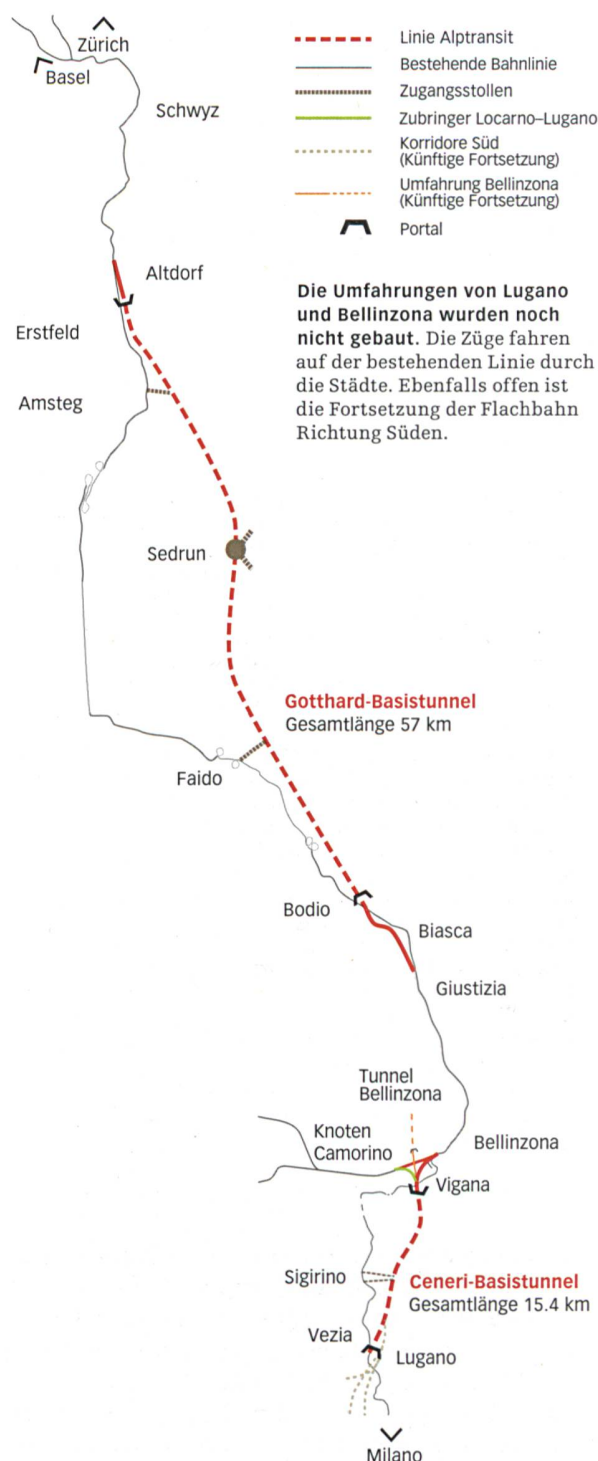 Zürich
Basel
Schwyz
Linie Alptransit
Bestehende Bahnlinie
Zugangsstollen
Zubringer Locarno–Lugano
Korridore Süd
(Künftige Fortsetzung)
Umfahrung Bellinzona
(Künftige Fortsetzung)
Portal
Die Umfahrungen von Lugano
und Bellinzona wurden noch
nicht gebaut. Die Züge fahren
auf der bestehenden Linie durch
die Städte. Ebenfalls offen ist
die Fortsetzung der Flachbahn
Richtung Süden.
Altdorf
Erstfeld
Amsteg
Sedrun
Gotthard-Basistunnel
Gesamtlänge 57 km
Faido
Bodio
Biasca
Giustizia
Tunnel
Bellinzona
Knoten
Camorino
Bellinzona
Vigana
Sigirino
Ceneri-Basistunnel
Gesamtlänge 15.4 km
Vezia
Lugano
Milano